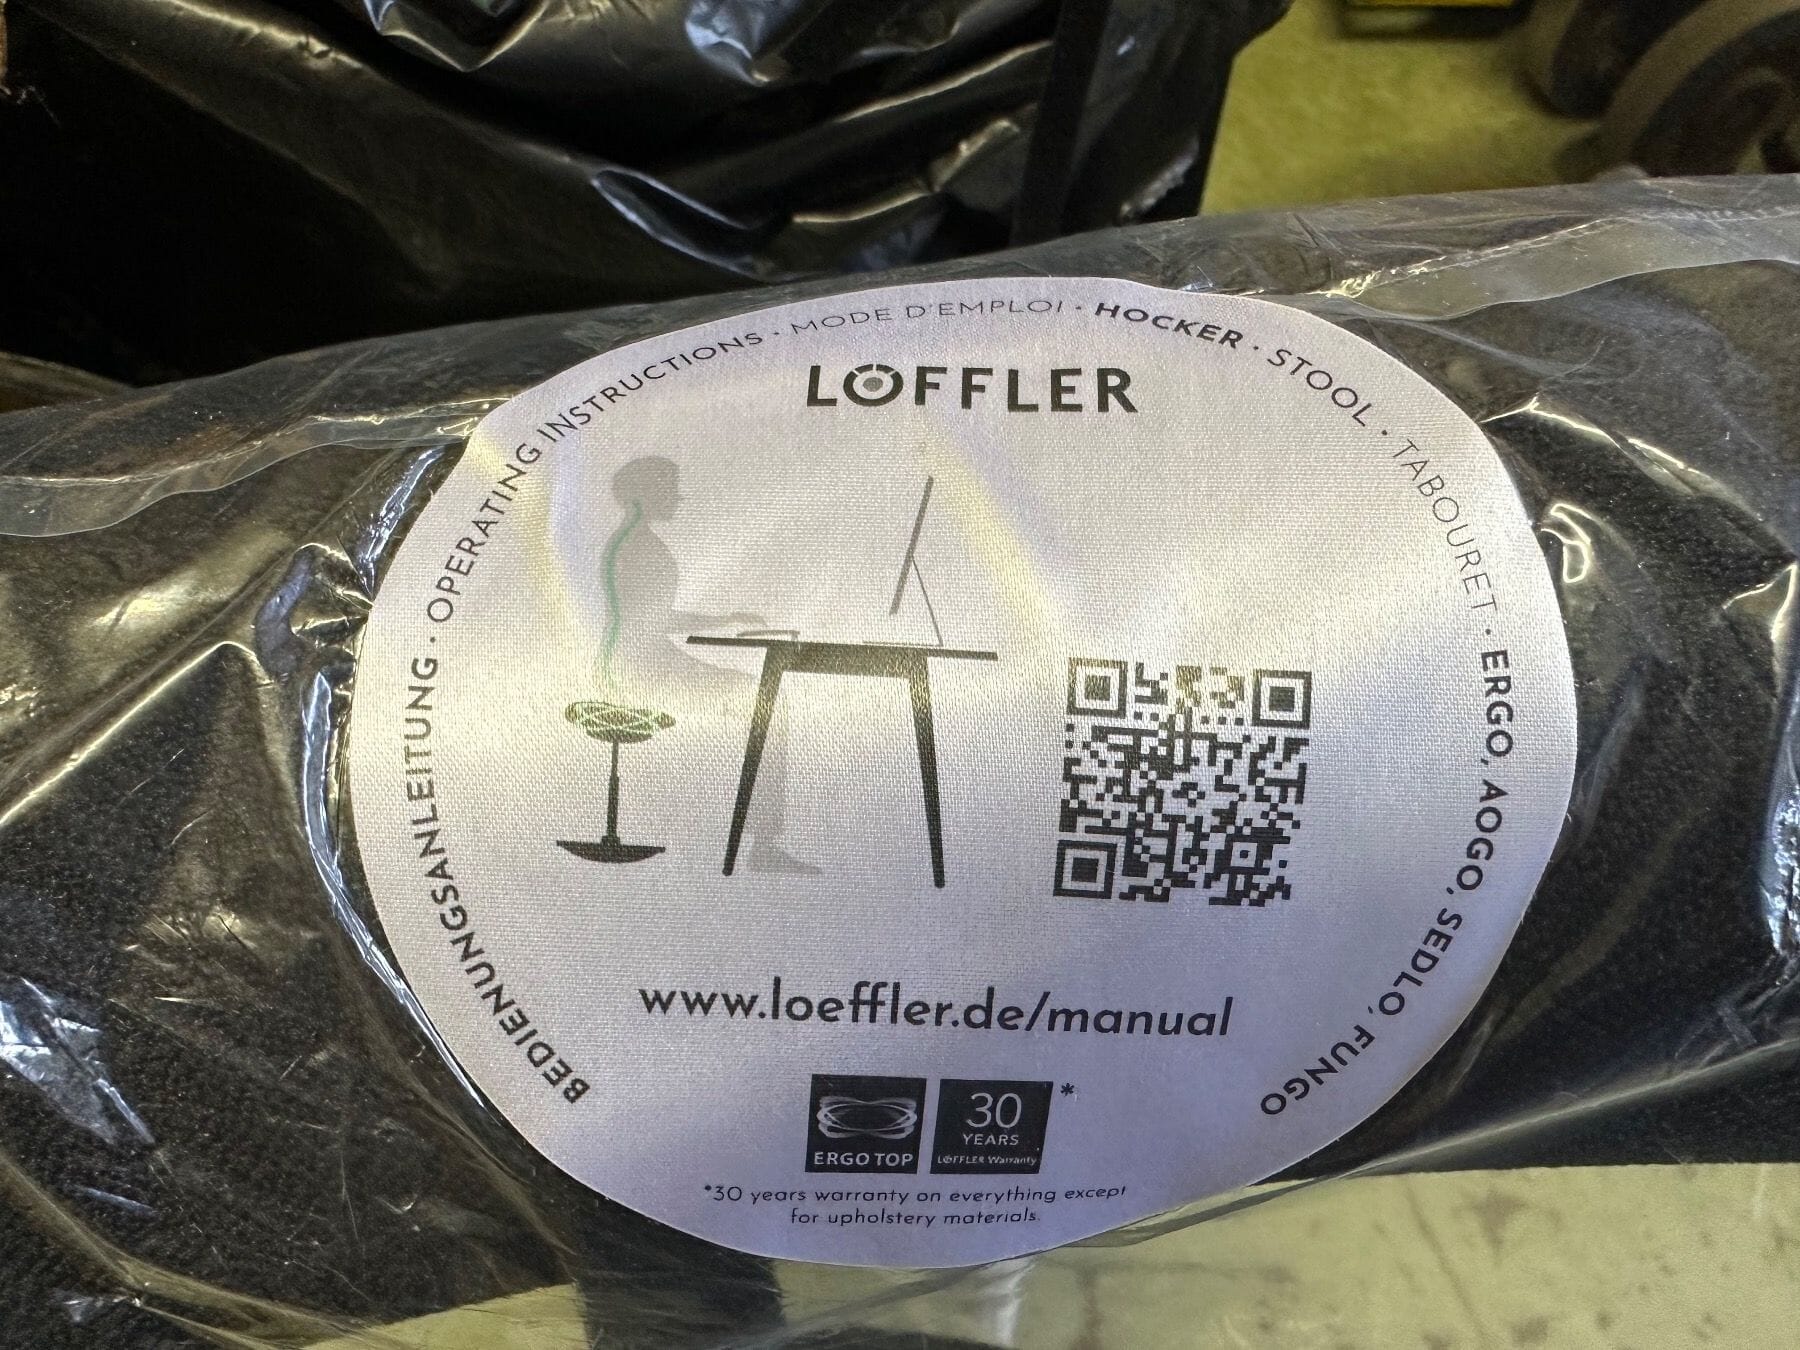 BEDIENUNGSANLEITUNG · OPERATING INSTRUCTIONS · MODE D'EMPLOI · HOCKER · STOOL · TABOURET · ERGO, AOGO, SEDLO, FUNGO
LÖFFLER
www.loeffler.de/manual
ERGO TOP
30
YEARS
LÖFFLER Warranty
*
*30 years warranty on everything except
for upholstery materials.